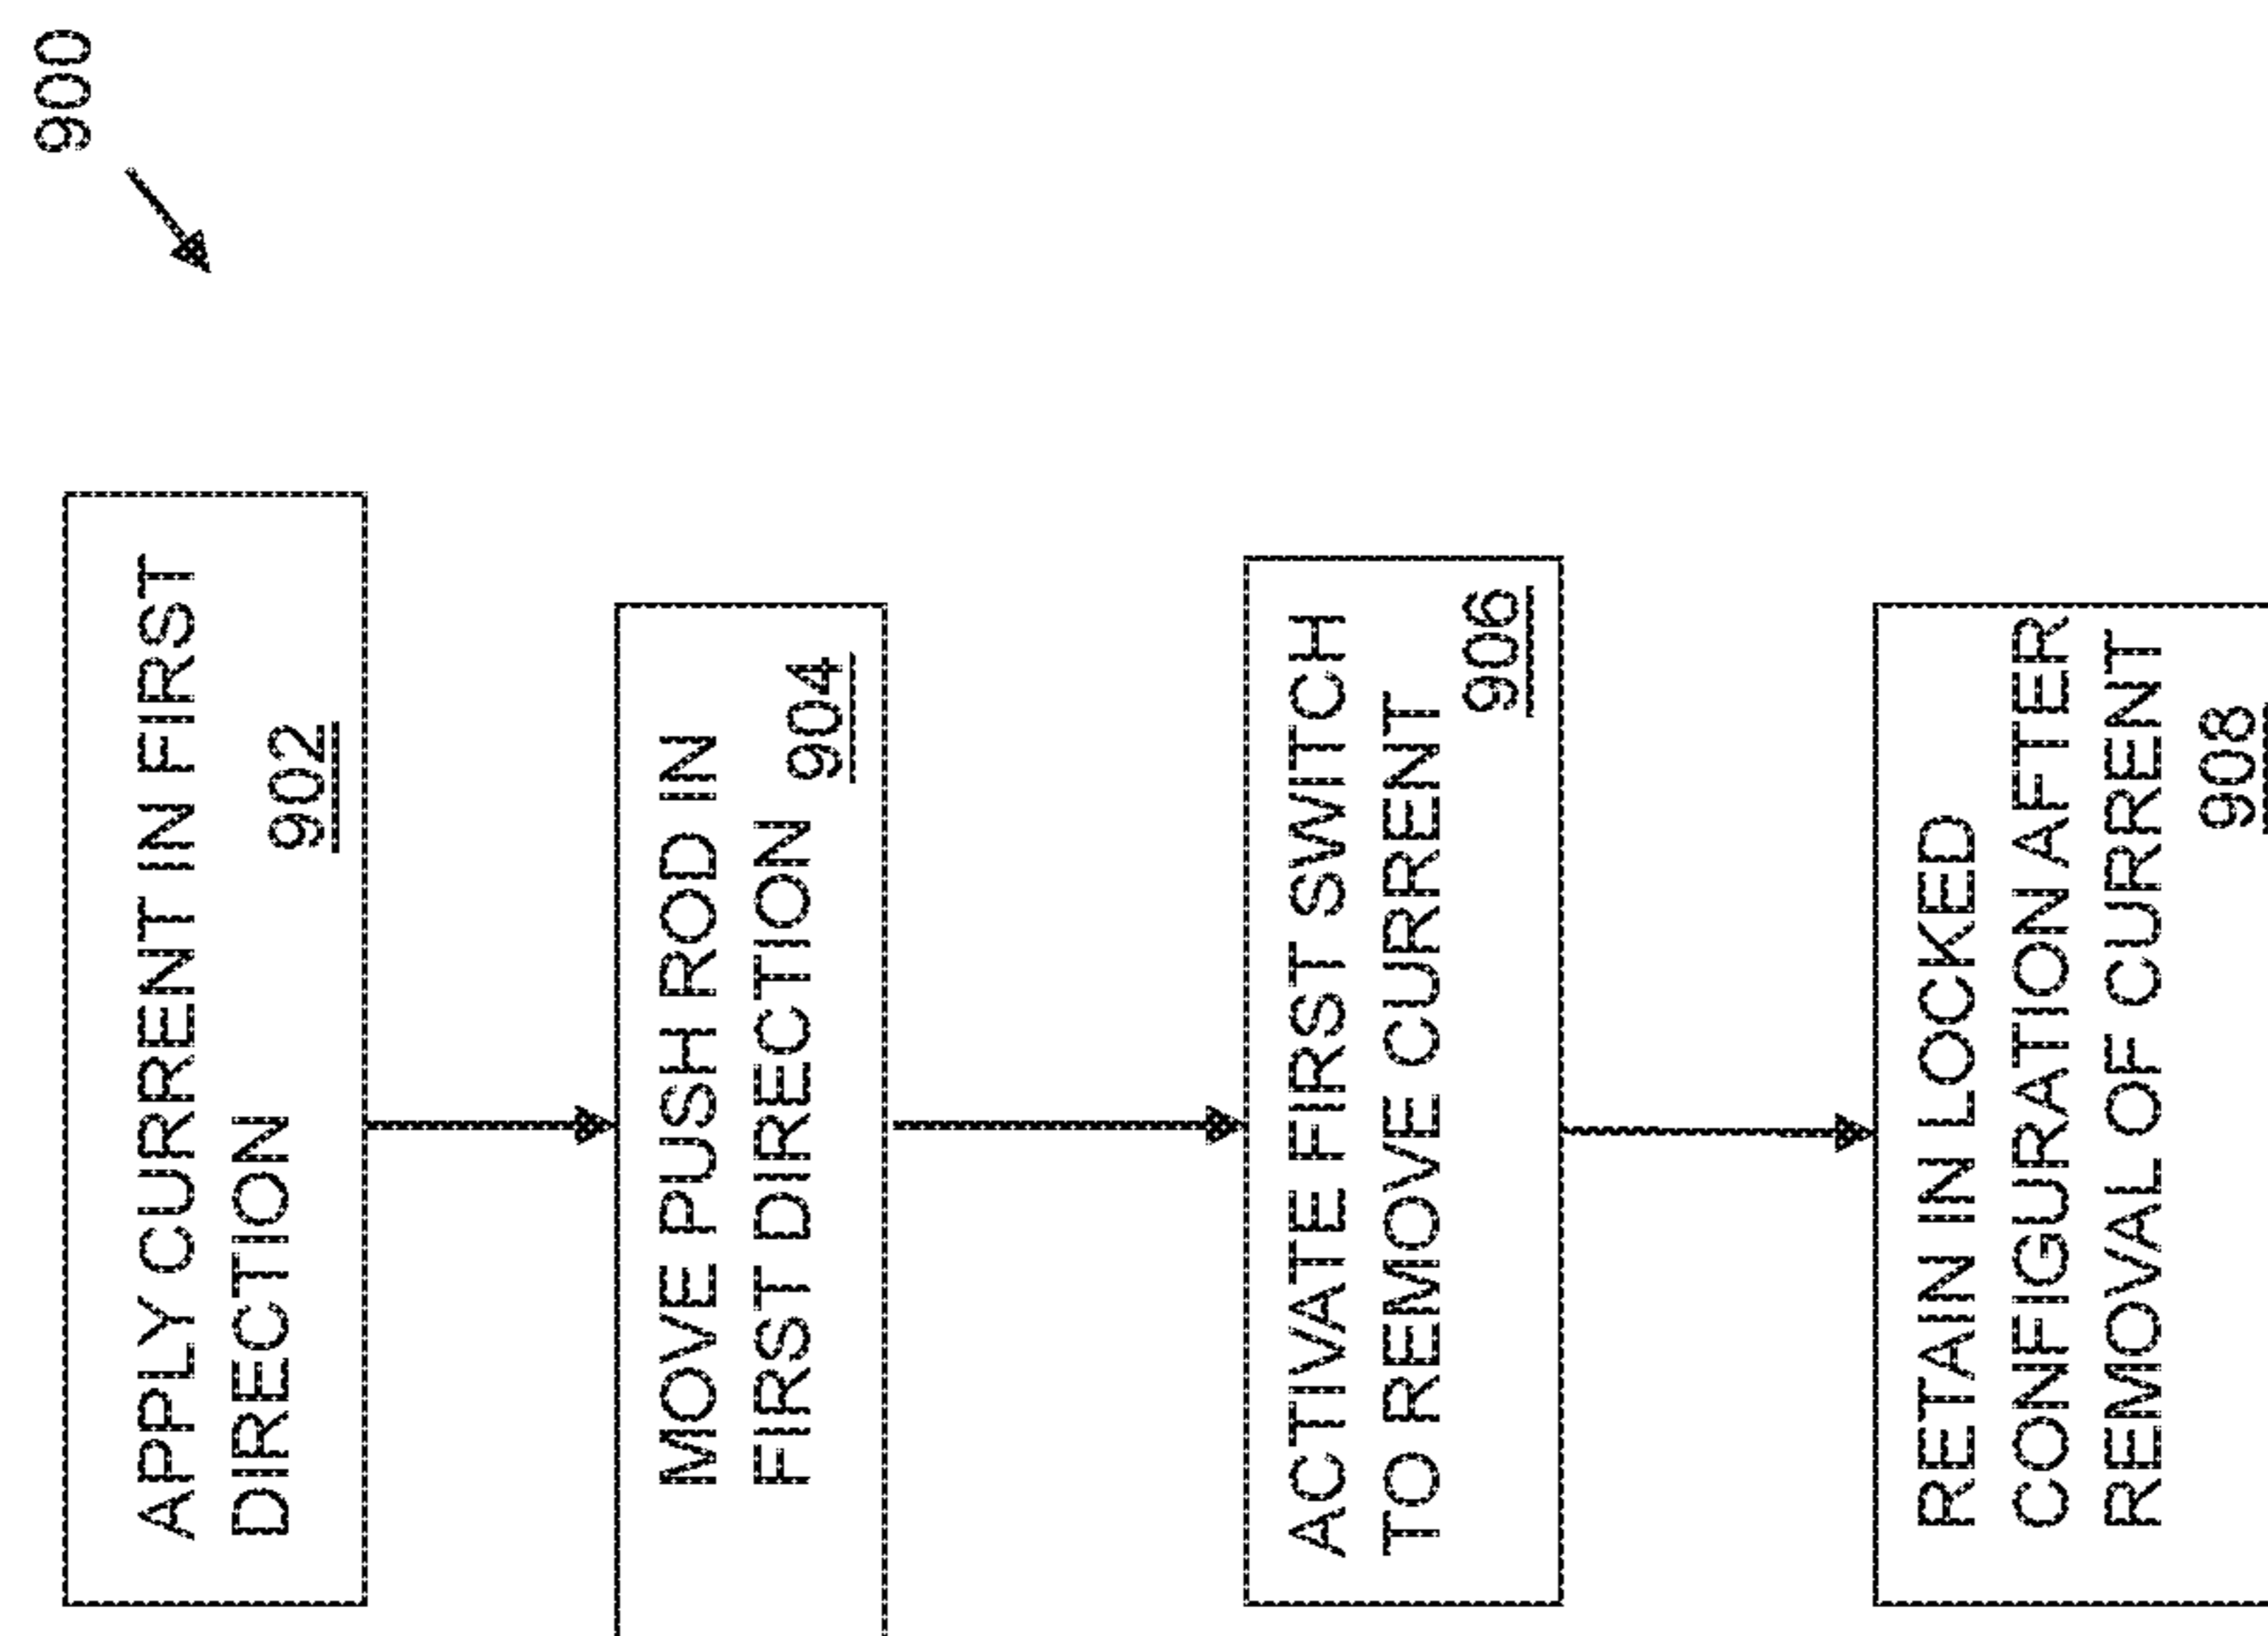 900
APPLY CURRENT IN FIRST
DIRECTION
902
MOVE PUSH ROD IN
FIRST DIRECTION
904
ACTIVATE FIRST SWITCH
TO REMOVE CURRENT
906
RETAIN IN LOCKED
CONFIGURATION AFTER
REMOVAL OF CURRENT
908